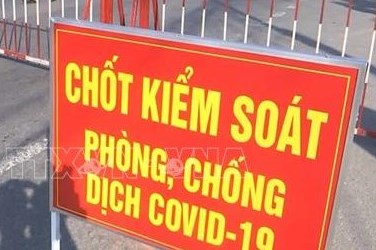 CHỐT KIỂM SOÁT
PHÒNG, CHỐNG
DỊCH COVID-19